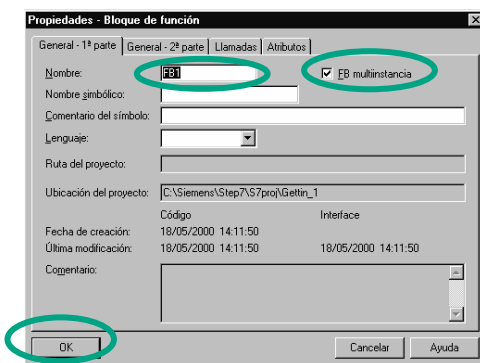 Propiedades - Bloque de función
General - 1ª parte General - 2ª parte Llamadas Atributos
Nombre: FB1 FB multiinstancia
Nombre simbólico:
Comentario del símbolo:
Lenguaje:
Ruta del proyecto:
Ubicación del proyecto: C:\Siemens\Step7\S7proj\Gettin_1
Código Interface
Fecha de creación: 18/05/2000 14:11:50
Última modificación: 18/05/2000 14:11:50 18/05/2000 14:11:50
Comentario:
OK Cancelar Ayuda